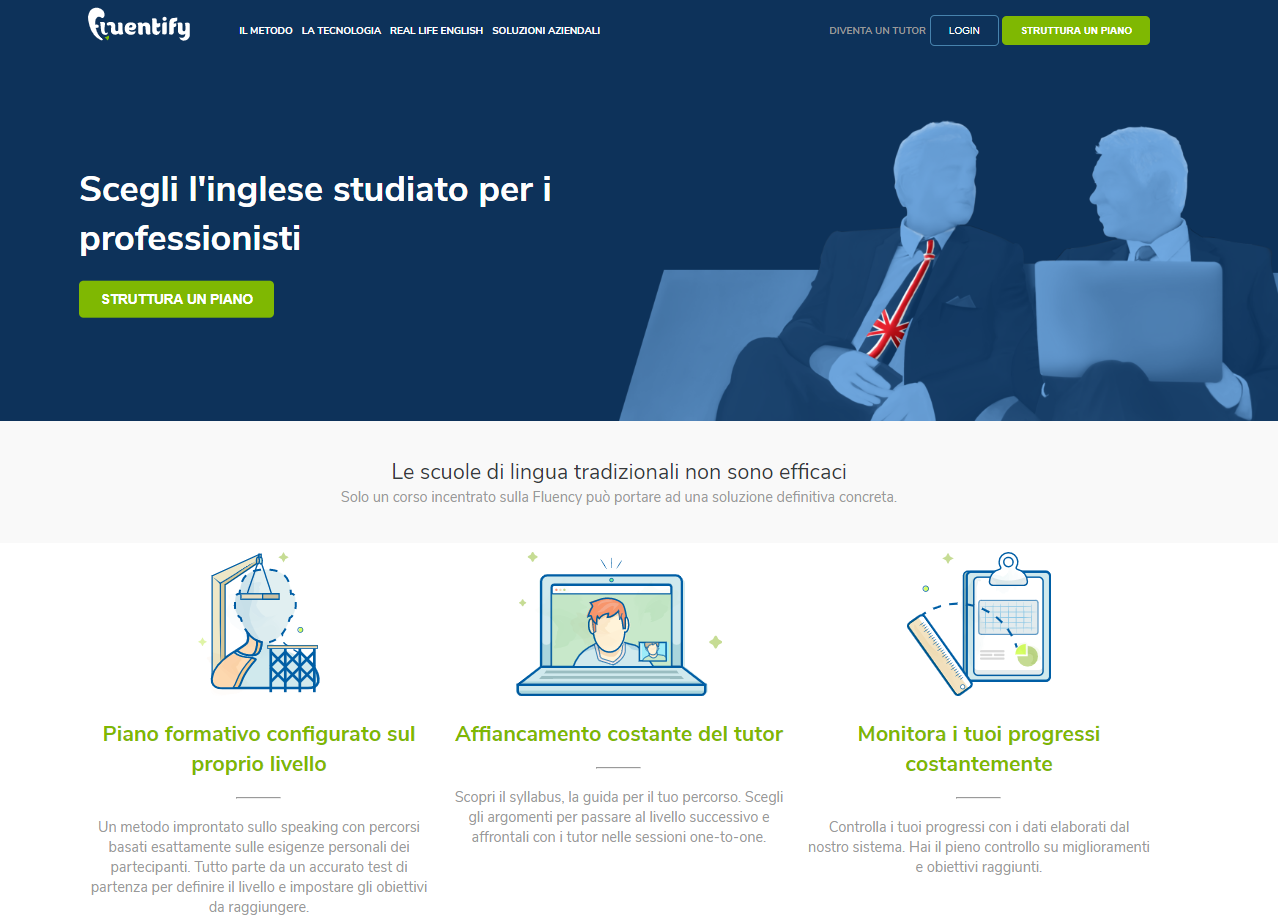 fluentify
IL METODO LA TECNOLOGIA REAL LIFE ENGLISH SOLUZIONI AZIENDALI
DIVENTA UN TUTOR LOGIN STRUTTURA UN PIANO
Scegli l'inglese studiato per i
professionisti
STRUTTURA UN PIANO
Le scuole di lingua tradizionali non sono efficaci
Solo un corso incentrato sulla Fluency può portare ad una soluzione definitiva concreta.
Piano formativo configurato sul
proprio livello
Un metodo improntato sullo speaking con percorsi
basati esattamente sulle esigenze personali dei
partecipanti. Tutto parte da un accurato test di
partenza per definire il livello e impostare gli obiettivi
da raggiungere.
Affiancamento costante del tutor
Scopri il syllabus, la guida per il tuo percorso. Scegli
gli argomenti per passare al livello successivo e
affrontali con i tutor nelle sessioni one-to-one.
Monitora i tuoi progressi
costantemente
Controlla i tuoi progressi con i dati elaborati dal
nostro sistema. Hai il pieno controllo su miglioramenti
e obiettivi raggiunti.